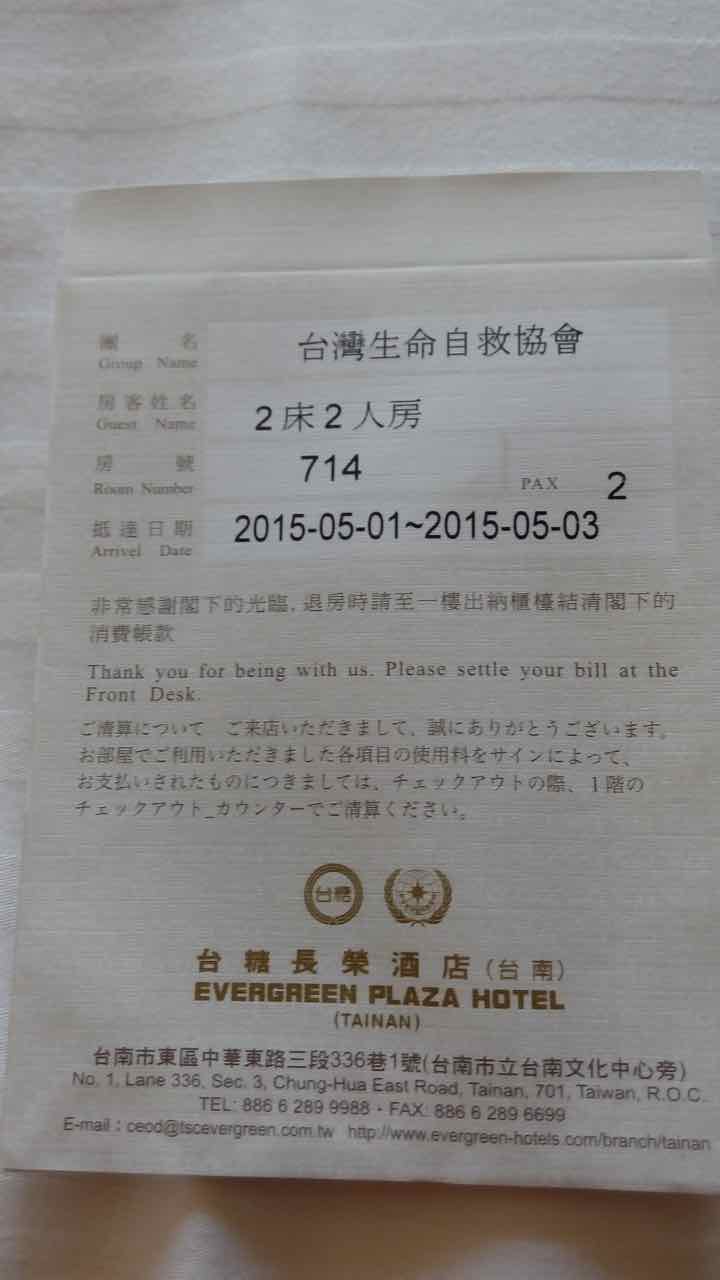 團名 台灣生命自救協會
Group Name
房客姓名 2床2人房
Guest Name
房號 714
Room Number PAX 2
抵達日期 2015-05-01~2015-05-03
Arrivel Date
非常感謝閣下的光臨,退房時請至一樓出納櫃檯結清閣下的
消費帳款
Thank you for being with us. Please settle your bill at the
Front Desk.
ご清算について ご来店いただきまして、誠にありがとうございます。
お部屋でご利用いただきました各項目の使用料をサインによって、
お支払いされたものにつきましては、チェックアウトの際、1階の
チェックアウト_カウンターでご清算ください。
台糖
台糖長榮酒店(台南)
EVERGREEN PLAZA HOTEL
(TAINAN)
台南市東區中華東路三段336巷1號(台南市立台南文化中心旁)
No. 1, Lane 336, Sec. 3, Chung-Hua East Road, Tainan, 701, Taiwan, R.O.C.
TEL: 886 6 289 9988 · FAX: 886 6 289 6699
E-mail : ceod@tscevergreen.com.tw http://www.evergreen-hotels.com/branch/tainan